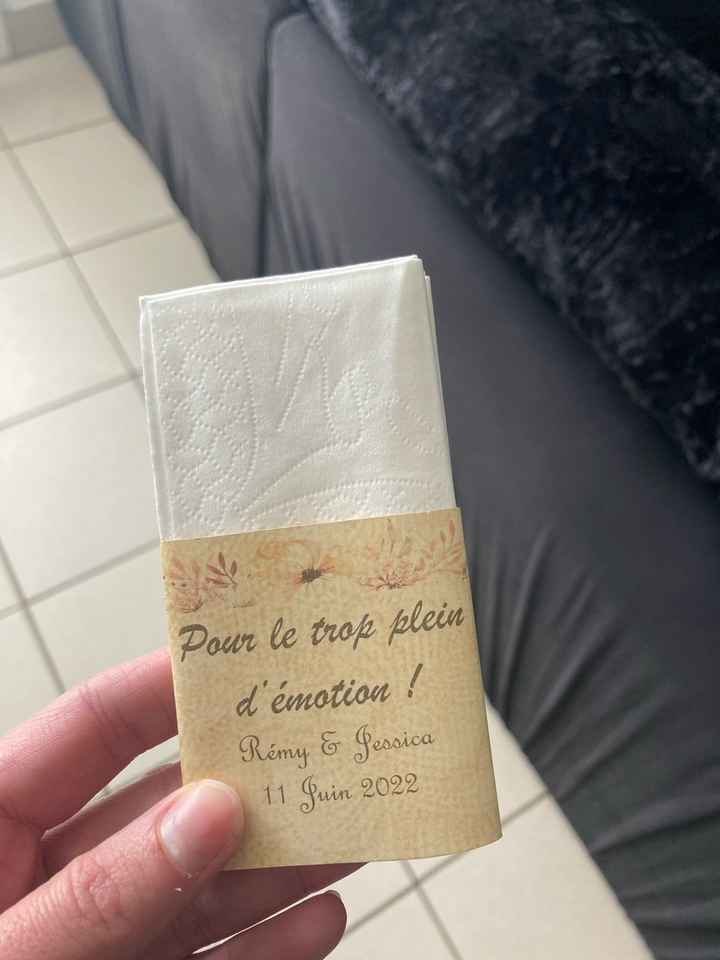 Pour le trop plein
d'émotion !
Rémy & Jessica
11 Juin 2022